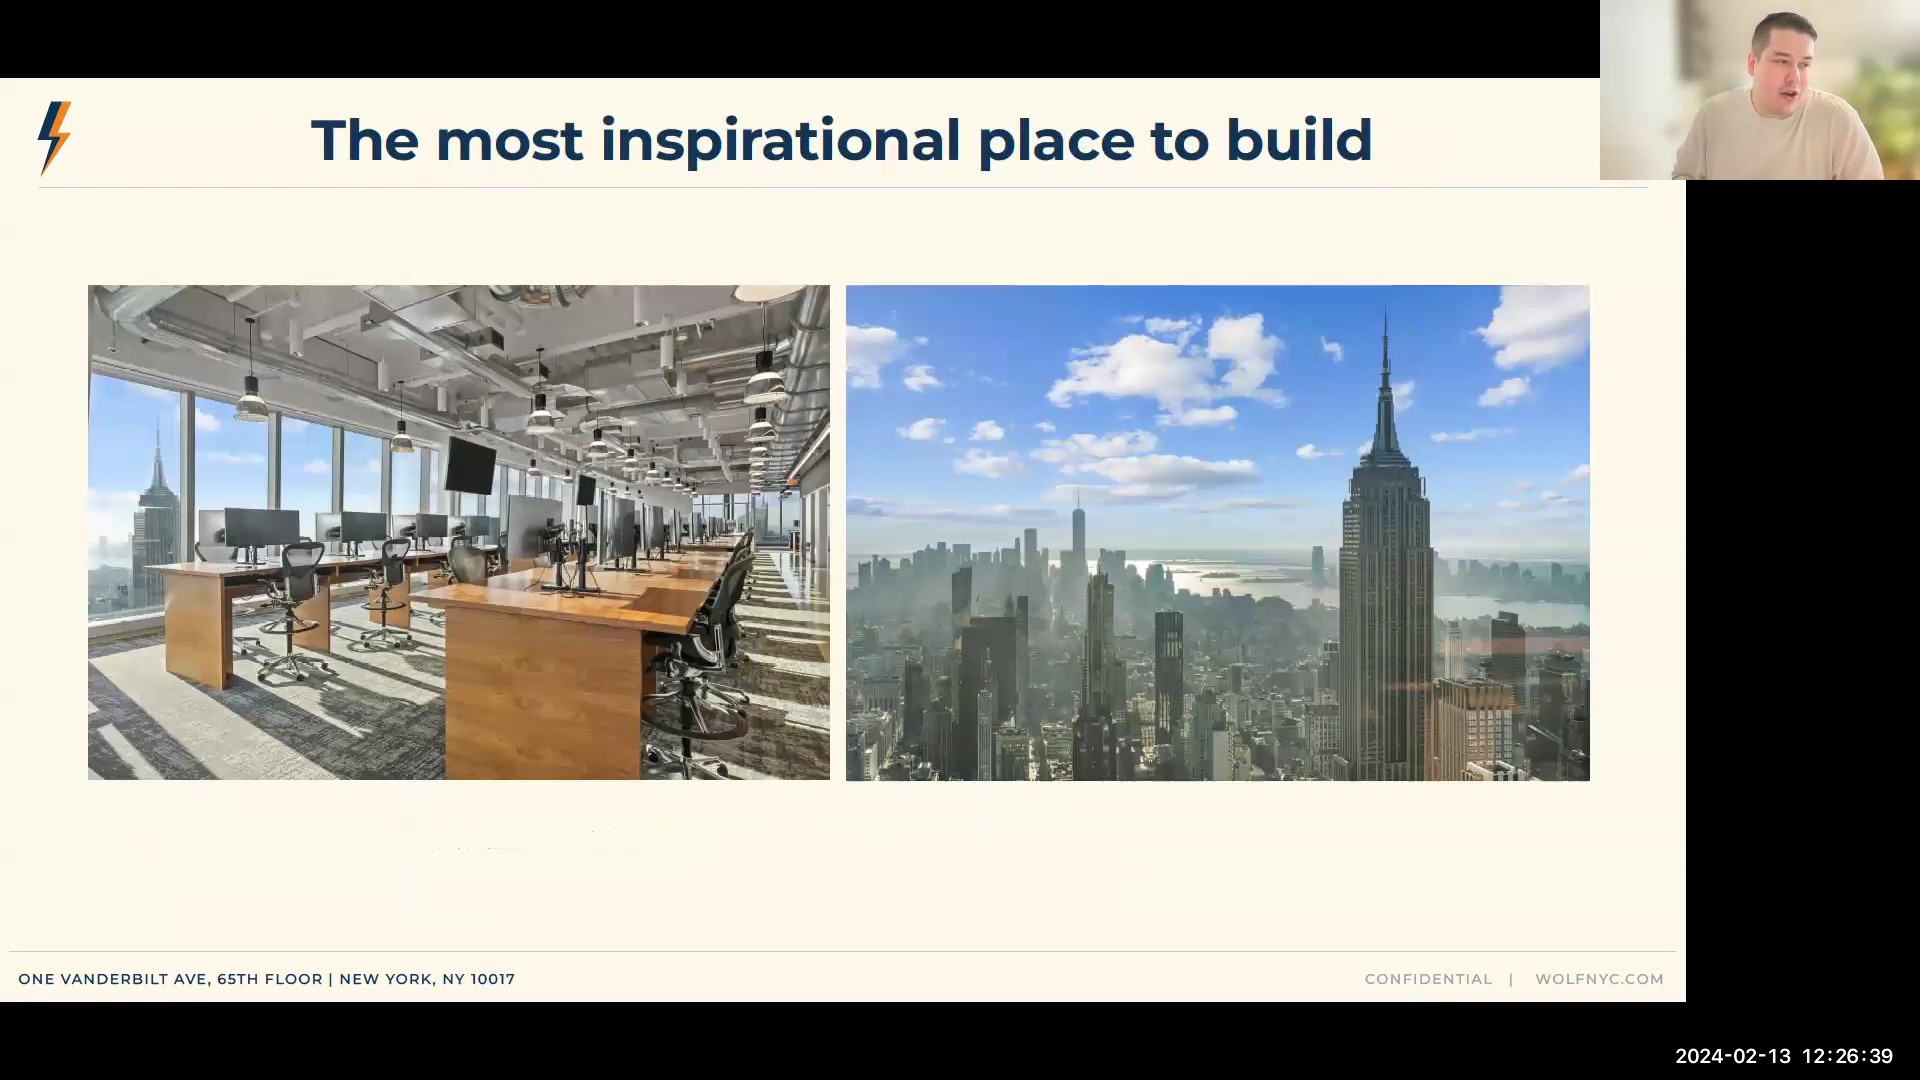 The most inspirational place to build
ONE VANDERBILT AVE, 65TH FLOOR | NEW YORK, NY 10017
CONFIDENTIAL | WOLFNYC.COM
2024-02-13 12:26:39